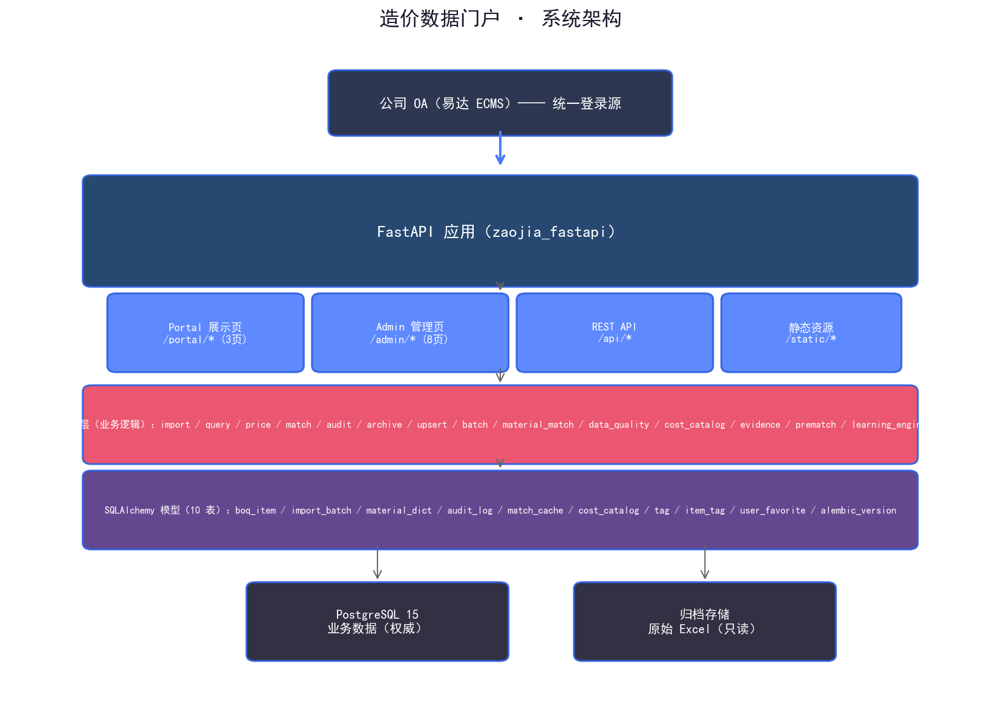 造价数据门户 · 系统架构
公司 OA（易达 ECMS）—— 统一登录源
FastAPI 应用（zaojia_fastapi）
Portal 展示页
/portal/*（3页）
Admin 管理页
/admin/*（8页）
REST API
/api/*
静态资源
/static/*
层（业务逻辑）：import / query / price / match / audit / archive / upsert / batch / material_match / data_quality / cost_catalog / evidence / prematch / learning_engin
SQLAlchemy 模型（10 表）：boq_item / import_batch / material_dict / audit_log / match_cache / cost_catalog / tag / item_tag / user_favorite / alembic_version
PostgreSQL 15
业务数据（权威）
归档存储
原始 Excel（只读）